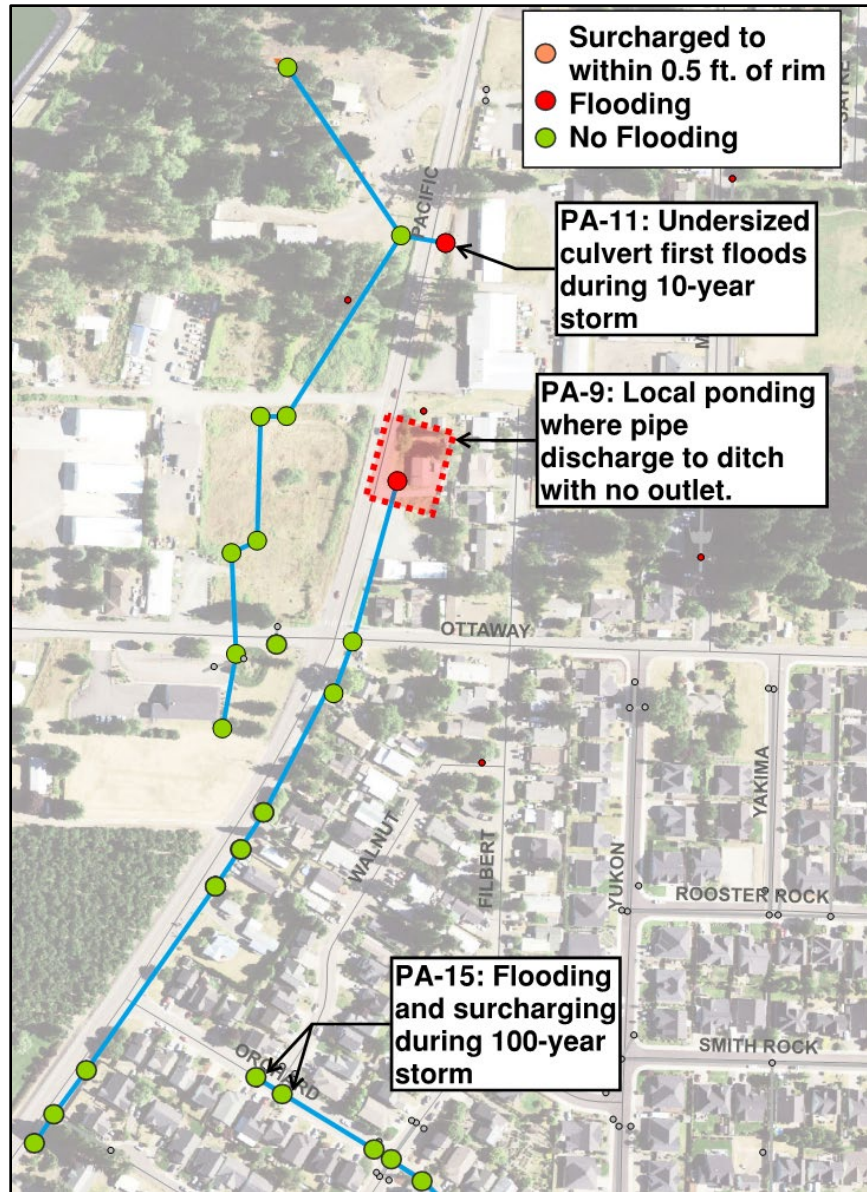 Surcharged to
within 0.5 ft. of rim
Flooding
No Flooding
SAYRE
PACIFIC
PA-11: Undersized
culvert first floods
during 10-year
storm
M
PA-9: Local ponding
where pipe
discharge to ditch
with no outlet.
OTTAWAY
WALNUT
FILBERT
YUKON
YAKIMA
ROOSTER ROCK
PA-15: Flooding
and surcharging
during 100-year
storm
ORCHARD
SMITH ROCK